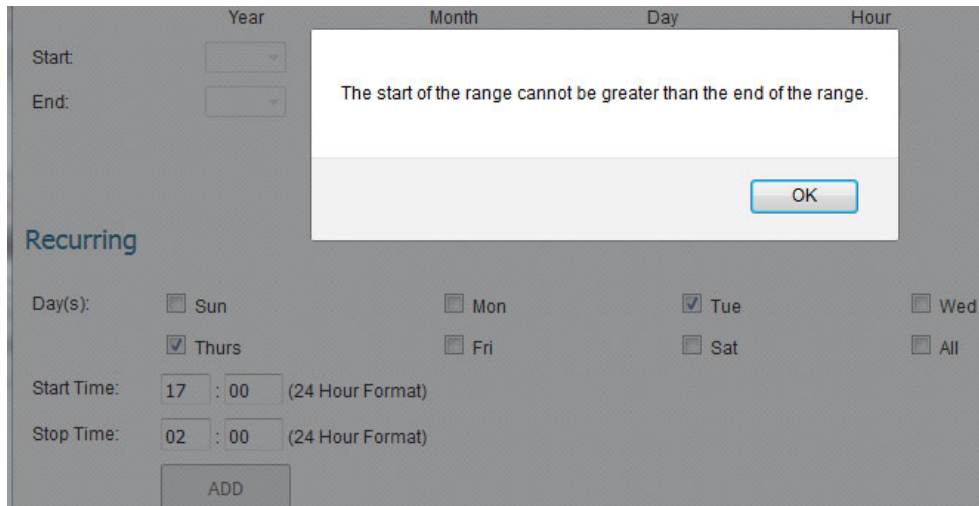 Year Month Day Hour
Start:
End:
The start of the range cannot be greater than the end of the range.
OK
Recurring
Day(s): Sun Mon Tue Wed
Thurs Fri Sat All
Start Time: 17 : 00 (24 Hour Format)
Stop Time: 02 : 00 (24 Hour Format)
ADD